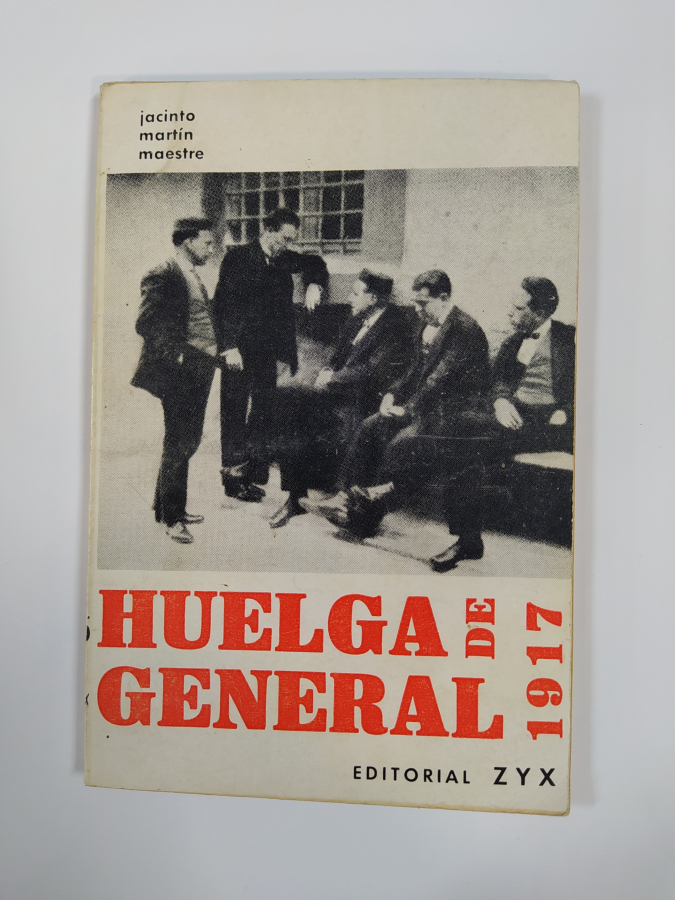 jacinto
martín
maestre
HUELGA DE
GENERAL 1917
EDITORIAL ZYX